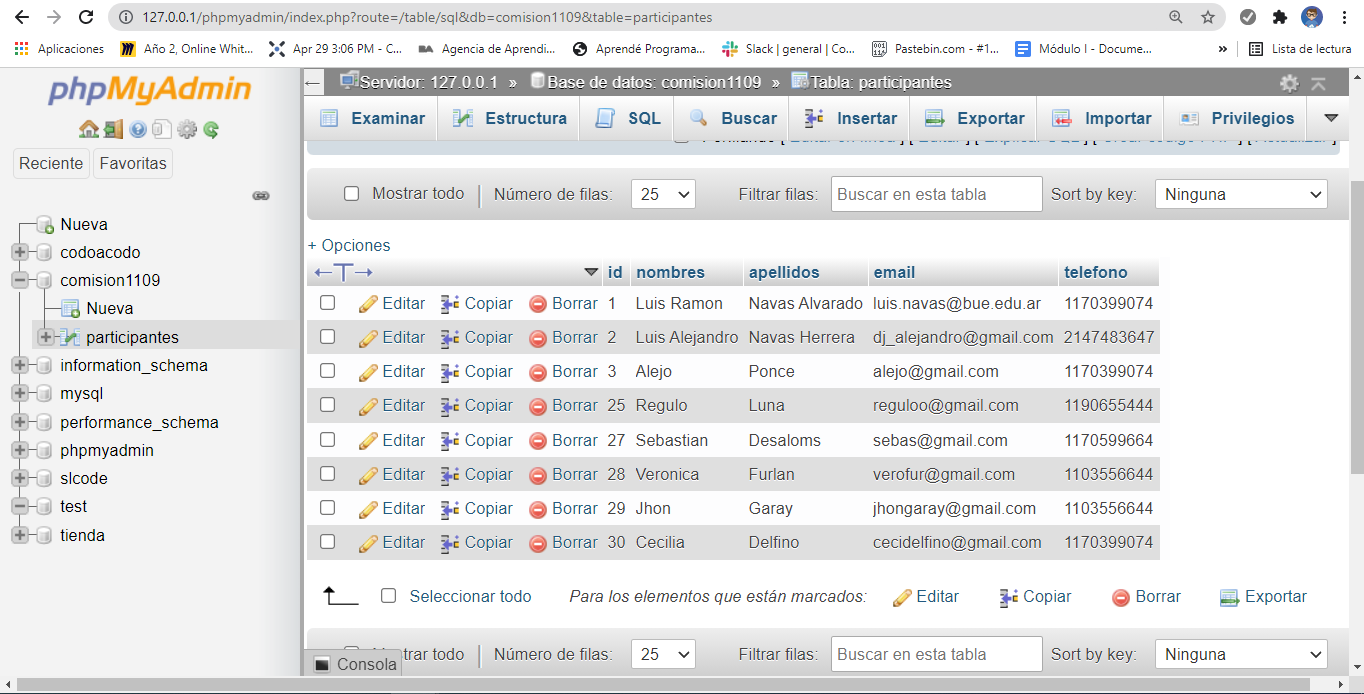 127.0.0.1/phpmyadmin/index.php?route=/table/sql&db=comision1109&table=participantes
Aplicaciones Año 2, Online Whit... Apr 29 3:06 PM - C... Agencia de Aprendi... Aprendé Programa... Slack | general | Co... Pastebin.com - #1... Módulo I - Docume... » Lista de lectura
phpMyAdmin
Reciente Favoritas
Nueva
codoacodo
comision1109
Nueva
participantes
information_schema
mysql
performance_schema
phpmyadmin
slcode
test
tienda
Servidor: 127.0.0.1 » Base de datos: comision1109 » Tabla: participantes
Examinar Estructura SQL Buscar Insertar Exportar Importar Privilegios
Mostrar todo Número de filas: 25 Filtrar filas: Buscar en esta tabla Sort by key: Ninguna
+ Opciones
←T→ id nombres apellidos email telefono
Editar Copiar Borrar 1 Luis Ramon Navas Alvarado luis.navas@bue.edu.ar 1170399074
Editar Copiar Borrar 2 Luis Alejandro Navas Herrera dj_alejandro@gmail.com 2147483647
Editar Copiar Borrar 3 Alejo Ponce alejo@gmail.com 1170399074
Editar Copiar Borrar 25 Regulo Luna reguloo@gmail.com 1190655444
Editar Copiar Borrar 27 Sebastian Desaloms sebas@gmail.com 1170599664
Editar Copiar Borrar 28 Veronica Furlan verofur@gmail.com 1103556644
Editar Copiar Borrar 29 Jhon Garay jhongaray@gmail.com 1103556644
Editar Copiar Borrar 30 Cecilia Delfino cecidelfino@gmail.com 1170399074
Seleccionar todo Para los elementos que están marcados: Editar Copiar Borrar Exportar
trar todo Número de filas: 25 Filtrar filas: Buscar en esta tabla Sort by key: Ninguna
Consola